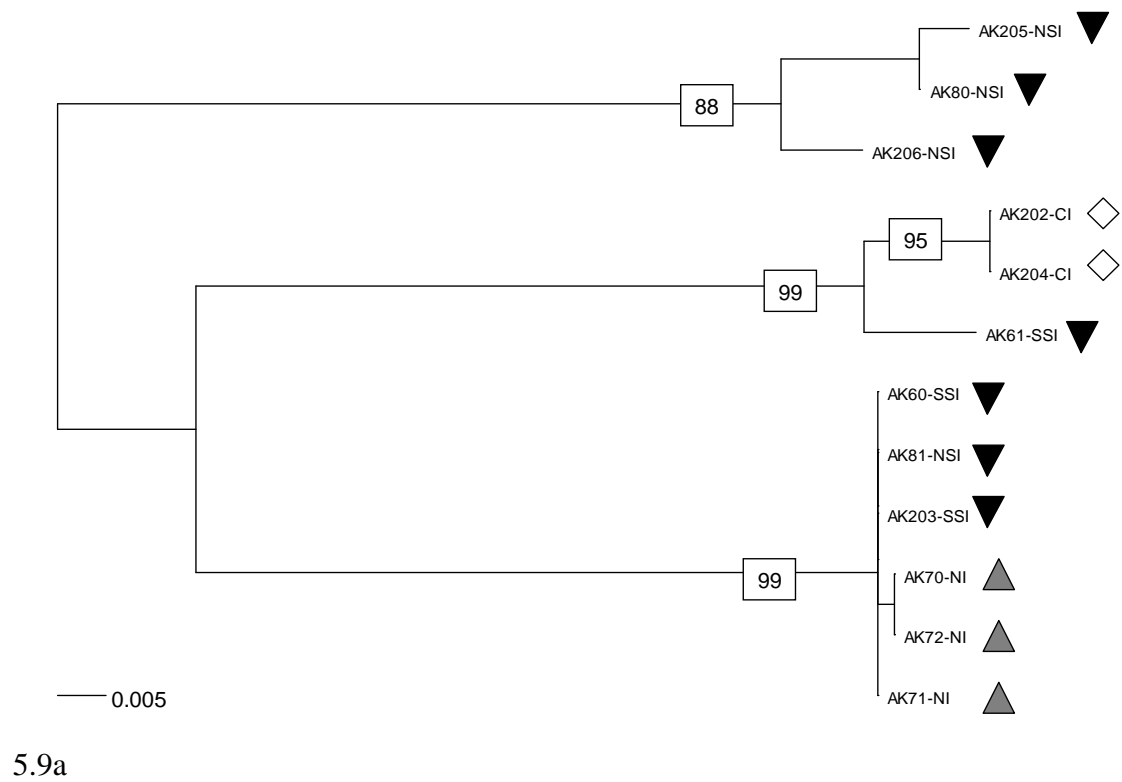 AK205-NSI
AK80-NSI
88
AK206-NSI
AK202-CI
95
AK204-CI
99
AK61-SSI
AK60-SSI
AK81-NSI
AK203-SSI
99
AK70-NI
AK72-NI
AK71-NI
0.005
5.9a